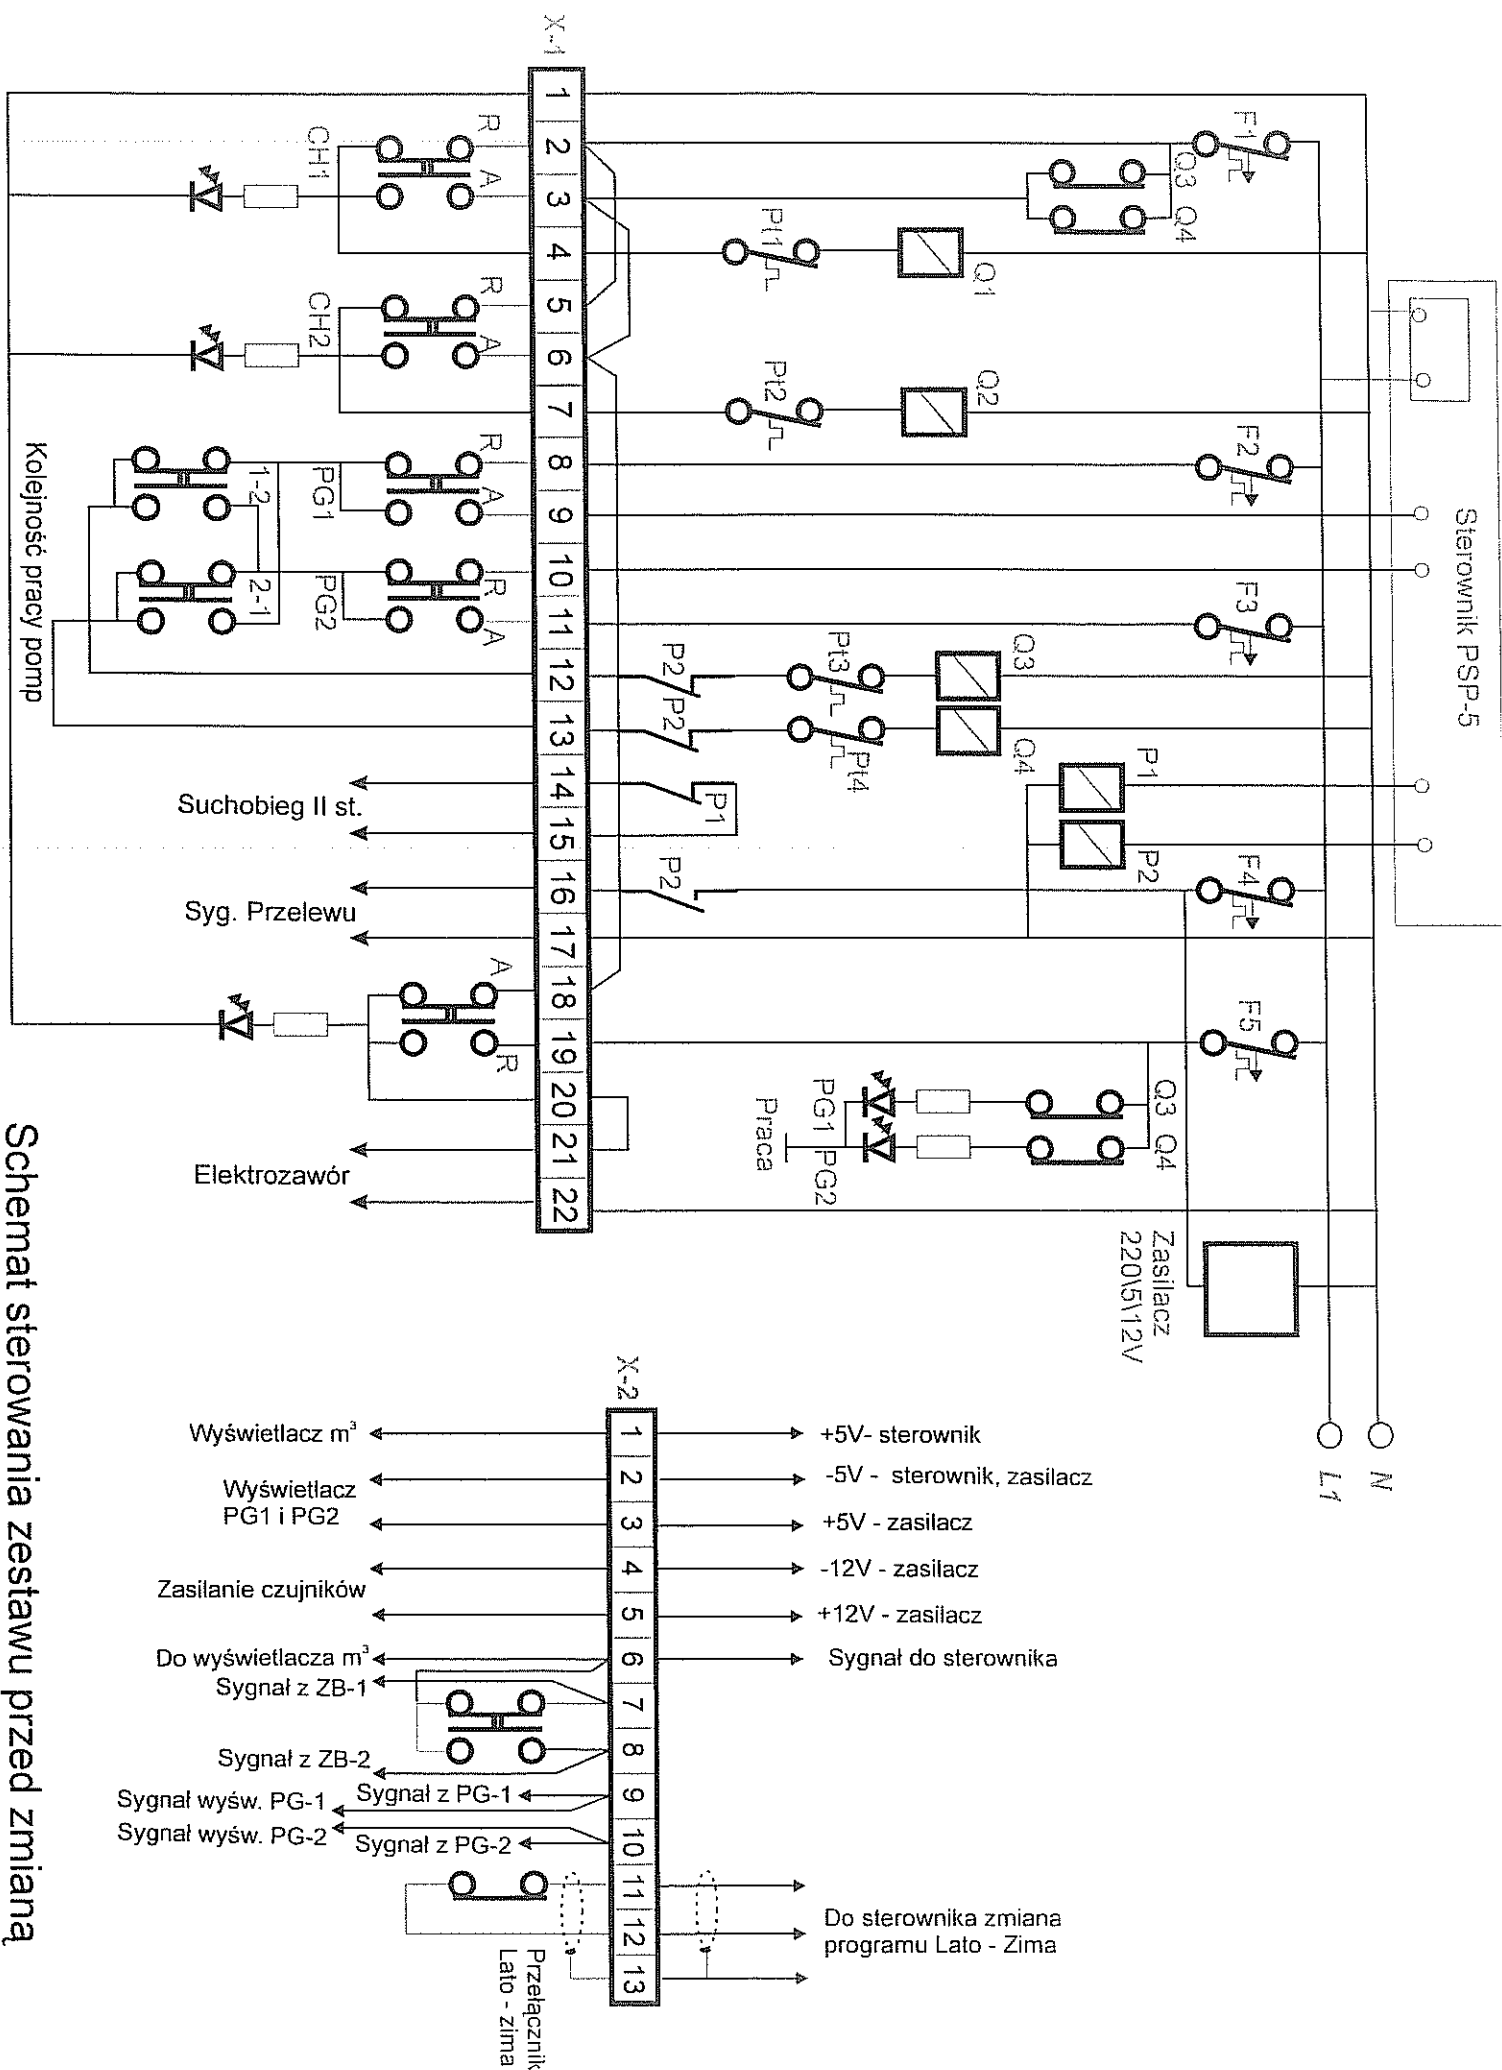 Sterownik PSP-5
N
L1
F1
F2
F3
F4
F5
Q3 Q4
Q1
Q2
Q3
Q4
P1
P2
Pt1
Pt2
Pt3
Pt4
P2
P2
P1
P2
Q3 Q4
PG1 PG2
Praca
Zasilacz
220\5\12V
X-1
1
2
3
4
5
6
7
8
9
10
11
12
13
14
15
16
17
18
19
20
21
22
R
A
CH1
R
A
CH2
R
A
PG1
R
A
PG2
1-2
2-1
Kolejność pracy pomp
Suchobieg II st.
Syg. Przelewu
A
R
Elektrozawór
X-2
1
2
3
4
5
6
7
8
9
10
11
12
13
+5V- sterownik
-5V - sterownik, zasilacz
+5V - zasilacz
-12V - zasilacz
+12V - zasilacz
Sygnał do sterownika
Do sterownika zmiana
programu Lato - Zima
Wyświetlacz m³
Wyświetlacz
PG1 i PG2
Zasilanie czujników
Do wyświetlacza m³
Sygnał z ZB-1
Sygnał z ZB-2
Sygnał z PG-1
Sygnał wyśw. PG-1
Sygnał wyśw. PG-2
Sygnał z PG-2
Przełącznik
Lato - zima
Schemat sterowania zestawu przed zmianą